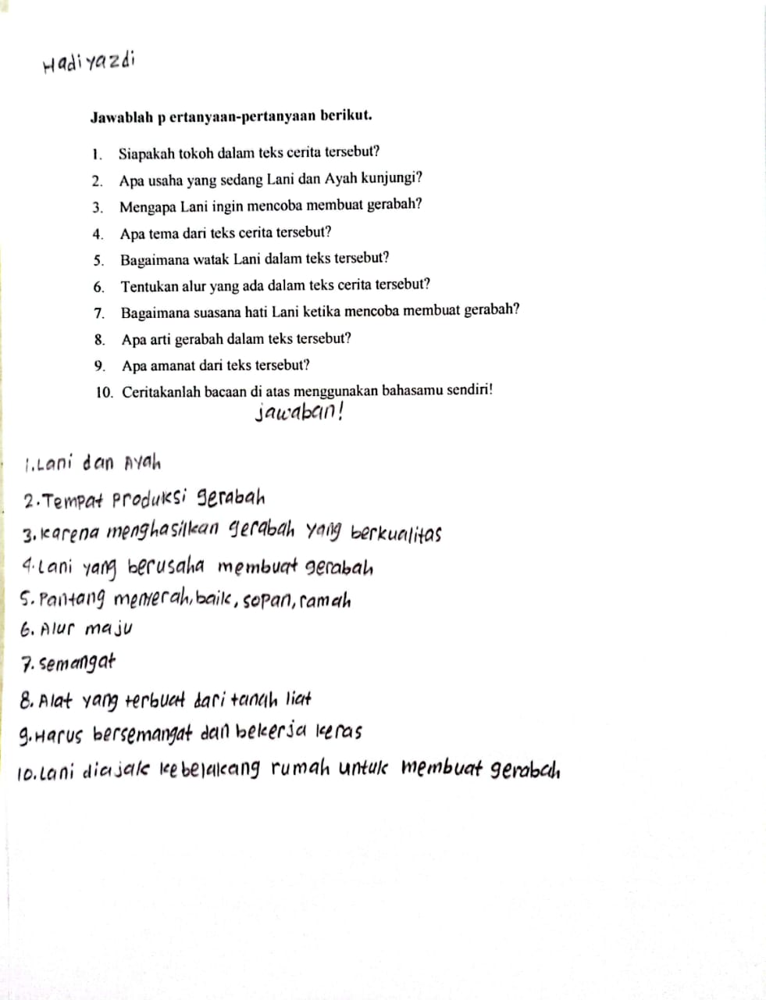 Hadi yazdi
Jawablah p ertanyaan-pertanyaan berikut.
1. Siapakah tokoh dalam teks cerita tersebut?
2. Apa usaha yang sedang Lani dan Ayah kunjungi?
3. Mengapa Lani ingin mencoba membuat gerabah?
4. Apa tema dari teks cerita tersebut?
5. Bagaimana watak Lani dalam teks tersebut?
6. Tentukan alur yang ada dalam teks cerita tersebut?
7. Bagaimana suasana hati Lani ketika mencoba membuat gerabah?
8. Apa arti gerabah dalam teks tersebut?
9. Apa amanat dari teks tersebut?
10. Ceritakanlah bacaan di atas menggunakan bahasamu sendiri!
jawaban!
1. Lani dan Ayah
2. Tempat produksi gerabah
3. karena menghasilkan gerabah yang berkualitas
4. Lani yang berusaha membuat gerabah
5. Pantang menyerah, baik, sopan, ramah
6. Alur maju
7. semangat
8. Alat yang terbuat dari tanah liat
9. Harus bersemangat dan bekerja keras
10. Lani diajak kebelakang rumah untuk membuat gerabah